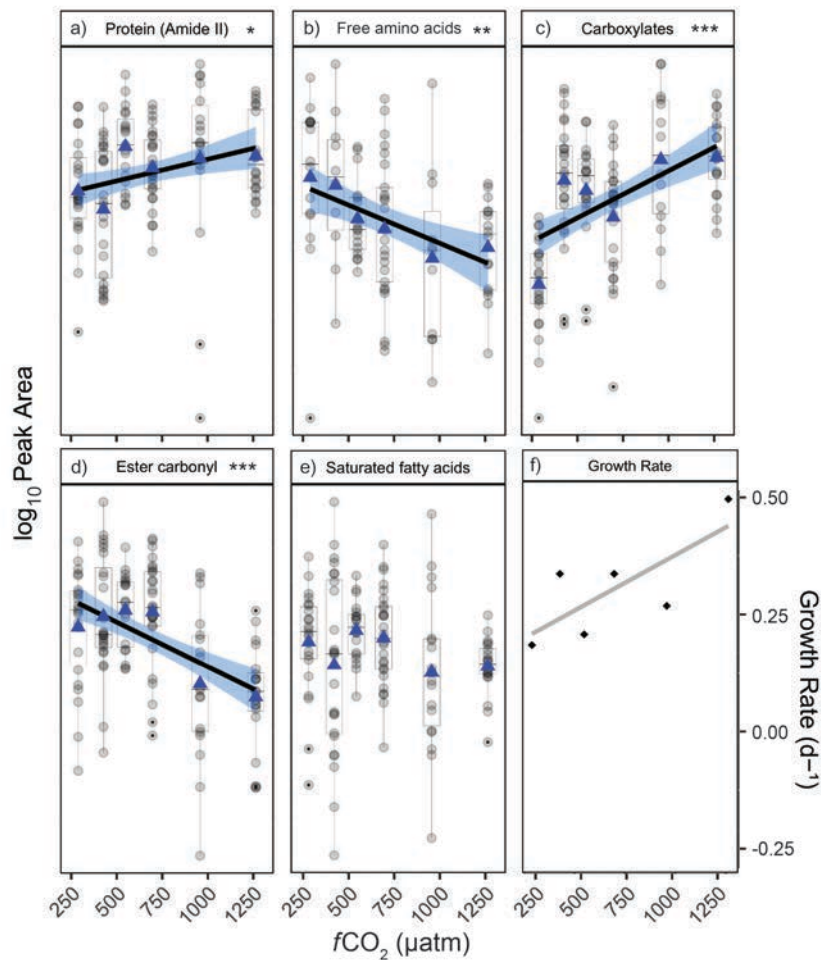 a) Protein (Amide II) *
b) Free amino acids **
c) Carboxylates ***
log10 Peak Area
d) Ester carbonyl ***
e) Saturated fatty acids
f) Growth Rate
0.50
0.25
0.00
-0.25
Growth Rate (d−1)
250 500 750 1000 1250
250 500 750 1000 1250
250 500 750 1000 1250
fCO2 (µatm)